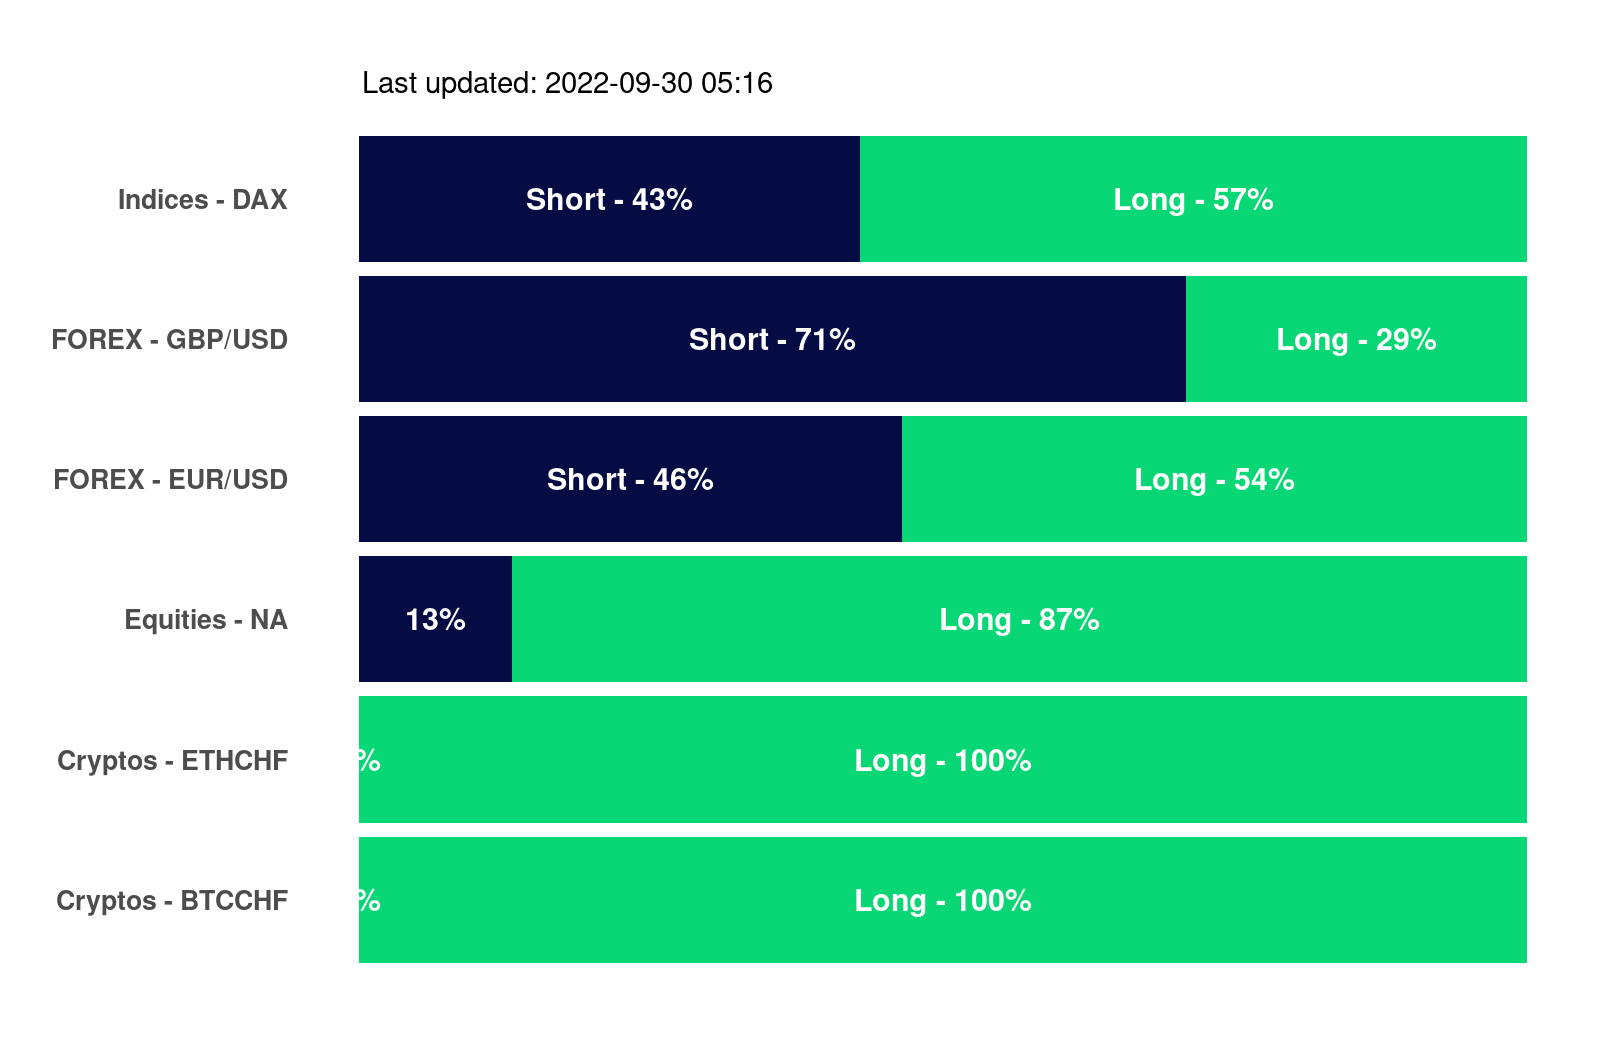 Last updated: 2022-09-30 05:16
Indices - DAX Short - 43% Long - 57%
FOREX - GBP/USD Short - 71% Long - 29%
FOREX - EUR/USD Short - 46% Long - 54%
Equities - NA 13% Long - 87%
Cryptos - ETHCHF % Long - 100%
Cryptos - BTCCHF % Long - 100%